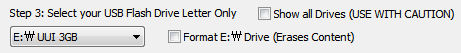 Step 3: Select your USB Flash Drive Letter Only Show all Drives (USE WITH CAUTION)
E:₩ UUI 3GB Format E:₩ Drive (Erases Content)